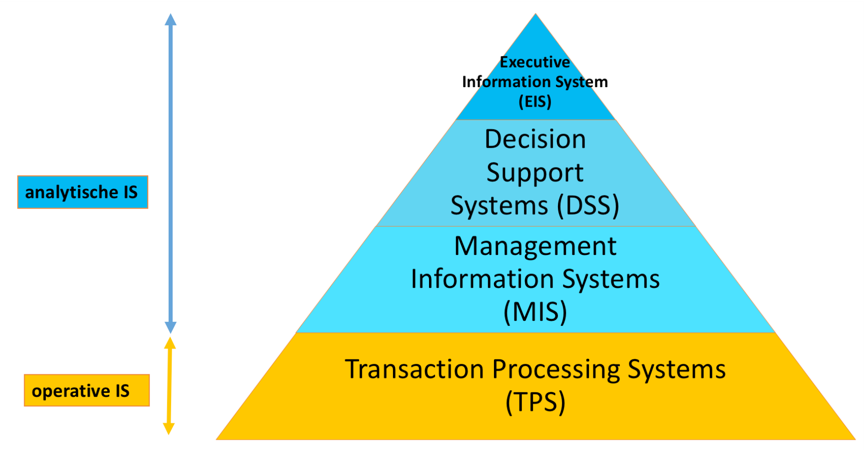 Executive
Information System
(EIS)
Decision
Support
Systems (DSS)
analytische IS
Management
Information Systems
(MIS)
Transaction Processing Systems
(TPS)
operative IS